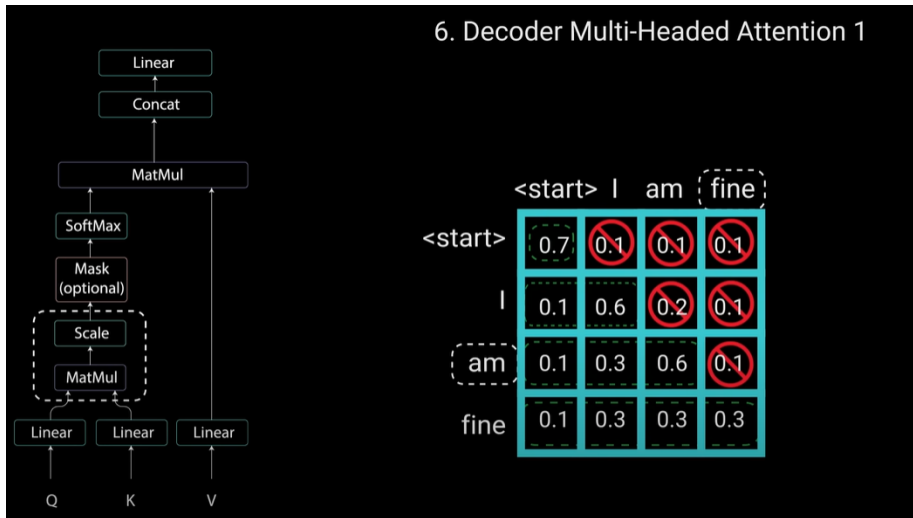 6. Decoder Multi-Headed Attention 1
Linear
Concat
MatMul
SoftMax
Mask
(optional)
Scale
MatMul
Linear Linear Linear
Q K V
<start> I am fine
<start> 0.7 0.1 0.1 0.1
I 0.1 0.6 0.2 0.1
am 0.1 0.3 0.6 0.1
fine 0.1 0.3 0.3 0.3